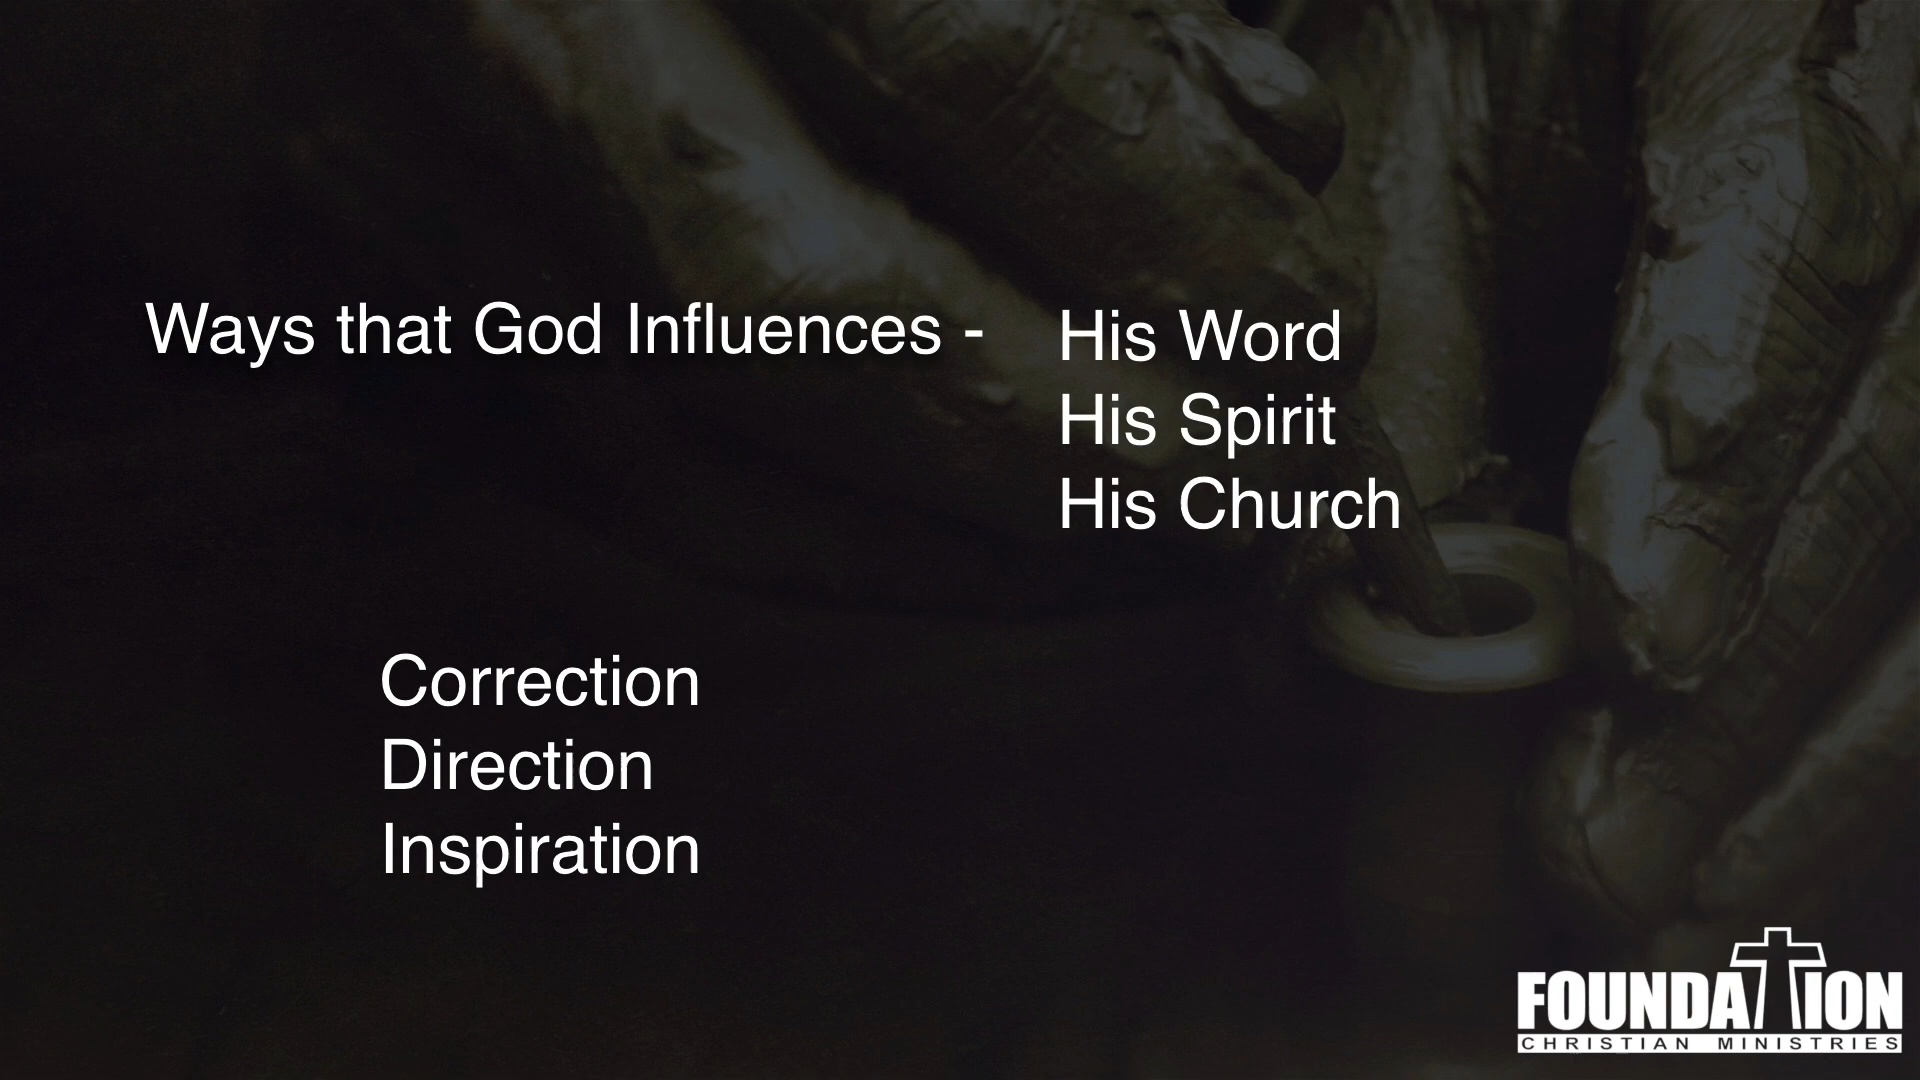 Ways that God Influences -
His Word
His Spirit
His Church
Correction
Direction
Inspiration
FOUNDATION
CHRISTIAN MINISTRIES